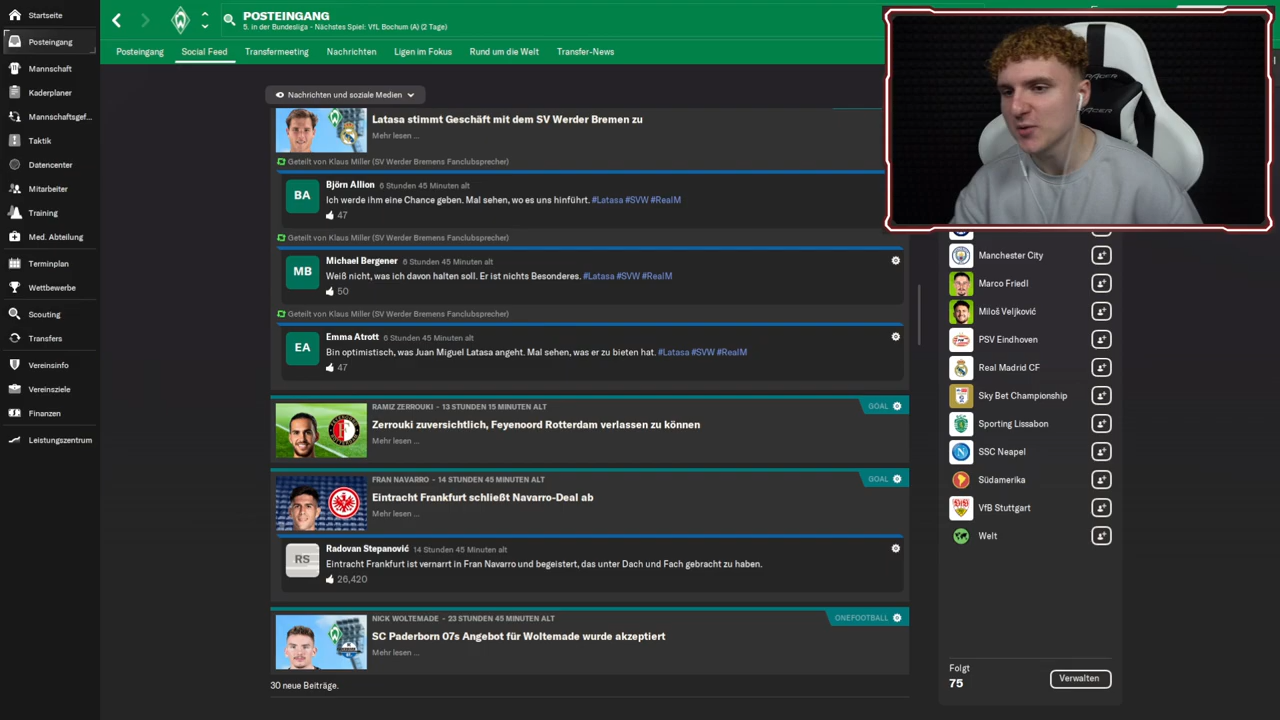 Startseite
Posteingang
Mannschaft
Kaderplaner
Mannschaftsgef...
Taktik
Datencenter
Mitarbeiter
Training
Med. Abteilung
Terminplan
Wettbewerbe
Scouting
Transfers
Vereinsinfo
Vereinsziele
Finanzen
Leistungszentrum
POSTEINGANG
5. in der Bundesliga - Nächstes Spiel: VfL Bochum (A) (2 Tage)
Posteingang Social Feed Transfermeeting Nachrichten Ligen im Fokus Rund um die Welt Transfer-News
Nachrichten und soziale Medien
Latasa stimmt Geschäft mit dem SV Werder Bremen zu
Mehr lesen ...
Geteilt von Klaus Miller (SV Werder Bremens Fanclubsprecher)
BA
Björn Allion 6 Stunden 45 Minuten alt
Ich werde ihm eine Chance geben. Mal sehen, wo es uns hinführt. #Latasa #SVW #RealM
47
Geteilt von Klaus Miller (SV Werder Bremens Fanclubsprecher)
MB
Michael Bergener 6 Stunden 45 Minuten alt
Weiß nicht, was ich davon halten soll. Er ist nichts Besonderes. #Latasa #SVW #RealM
50
Geteilt von Klaus Miller (SV Werder Bremens Fanclubsprecher)
EA
Emma Atrott 6 Stunden 45 Minuten alt
Bin optimistisch, was Juan Miguel Latasa angeht. Mal sehen, was er zu bieten hat. #Latasa #SVW #RealM
47
RAMIZ ZERROUKI - 13 STUNDEN 15 MINUTEN ALT
GOAL
Zerrouki zuversichtlich, Feyenoord Rotterdam verlassen zu können
Mehr lesen ...
FRAN NAVARRO - 14 STUNDEN 45 MINUTEN ALT
GOAL
Eintracht Frankfurt schließt Navarro-Deal ab
Mehr lesen ...
RS
Radovan Stepanović 14 Stunden 45 Minuten alt
Eintracht Frankfurt ist vernarrt in Fran Navarro und begeistert, das unter Dach und Fach gebracht zu haben.
26,420
NICK WOLTEMADE - 23 STUNDEN 45 MINUTEN ALT
ONEFOOTBALL
SC Paderborn 07s Angebot für Woltemade wurde akzeptiert
Mehr lesen ...
30 neue Beiträge.
Manchester City
Marco Friedl
Miloš Veljković
PSV Eindhoven
Real Madrid CF
Sky Bet Championship
Sporting Lissabon
SSC Neapel
Südamerika
VfB Stuttgart
Welt
Folgt
75
Verwalten